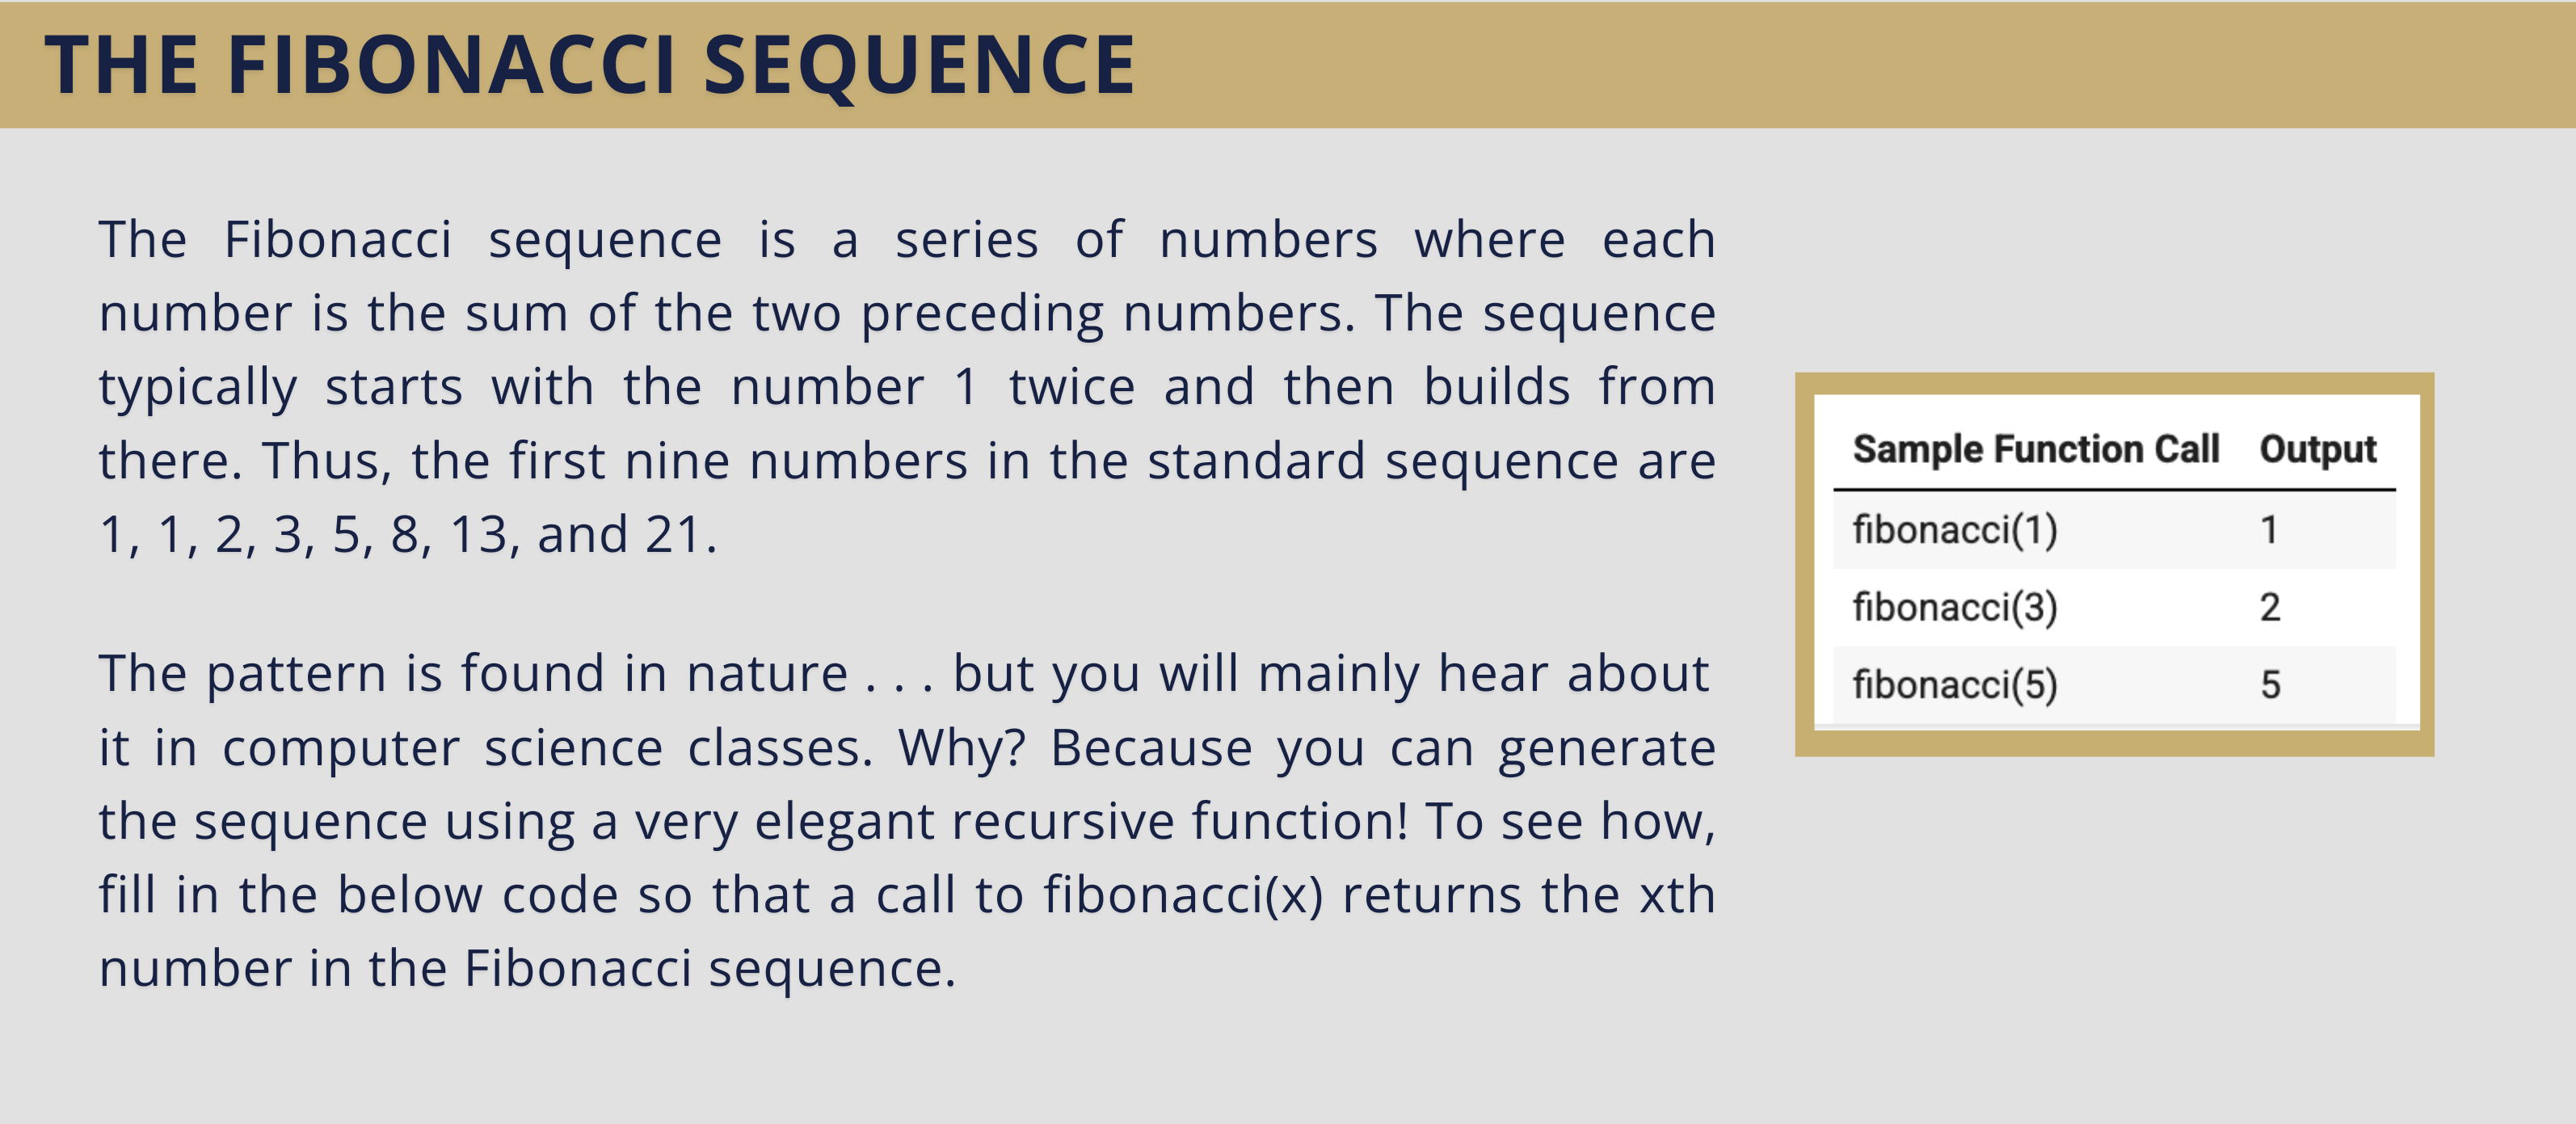 THE FIBONACCI SEQUENCE
The Fibonacci sequence is a series of numbers where each
number is the sum of the two preceding numbers. The sequence
typically starts with the number 1 twice and then builds from
there. Thus, the first nine numbers in the standard sequence are
1, 1, 2, 3, 5, 8, 13, and 21.
The pattern is found in nature . . . but you will mainly hear about
it in computer science classes. Why? Because you can generate
the sequence using a very elegant recursive function! To see how,
fill in the below code so that a call to fibonacci(x) returns the xth
number in the Fibonacci sequence.
Sample Function Call Output
fibonacci(1) 1
fibonacci(3) 2
fibonacci(5) 5